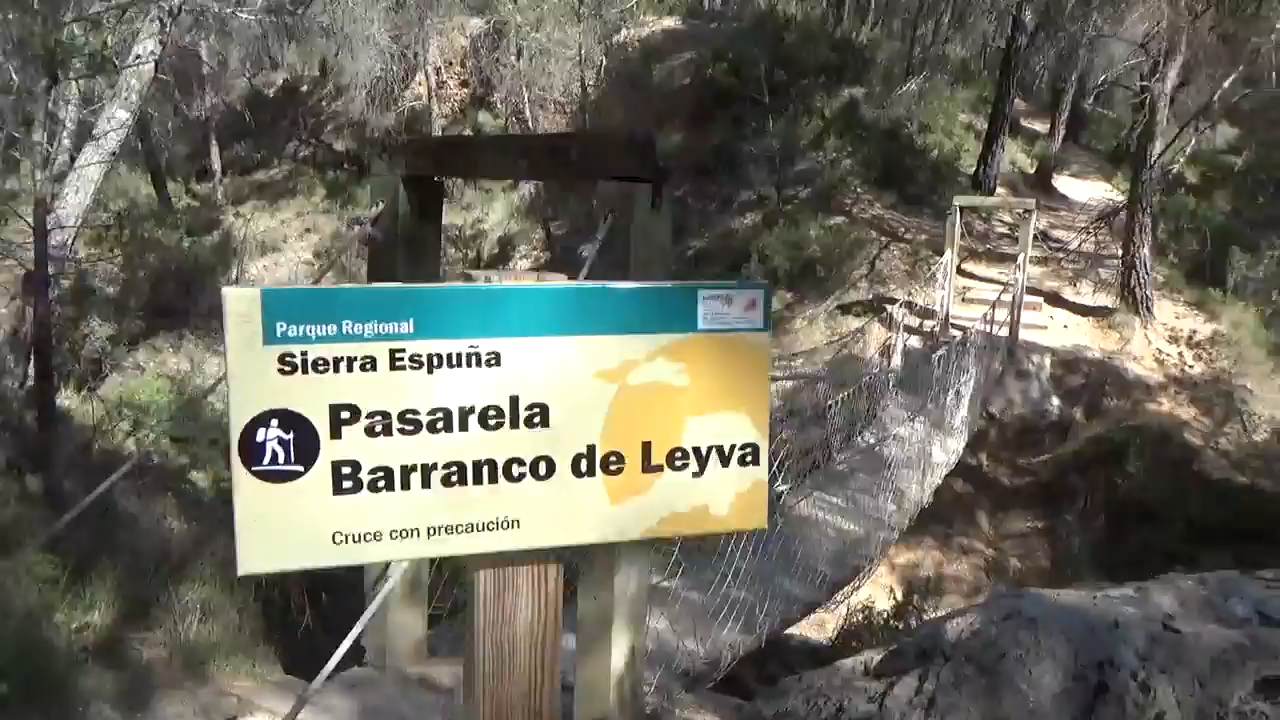 Parque Regional
Sierra Espuña
Pasarela
Barranco de Leyva
Cruce con precaución